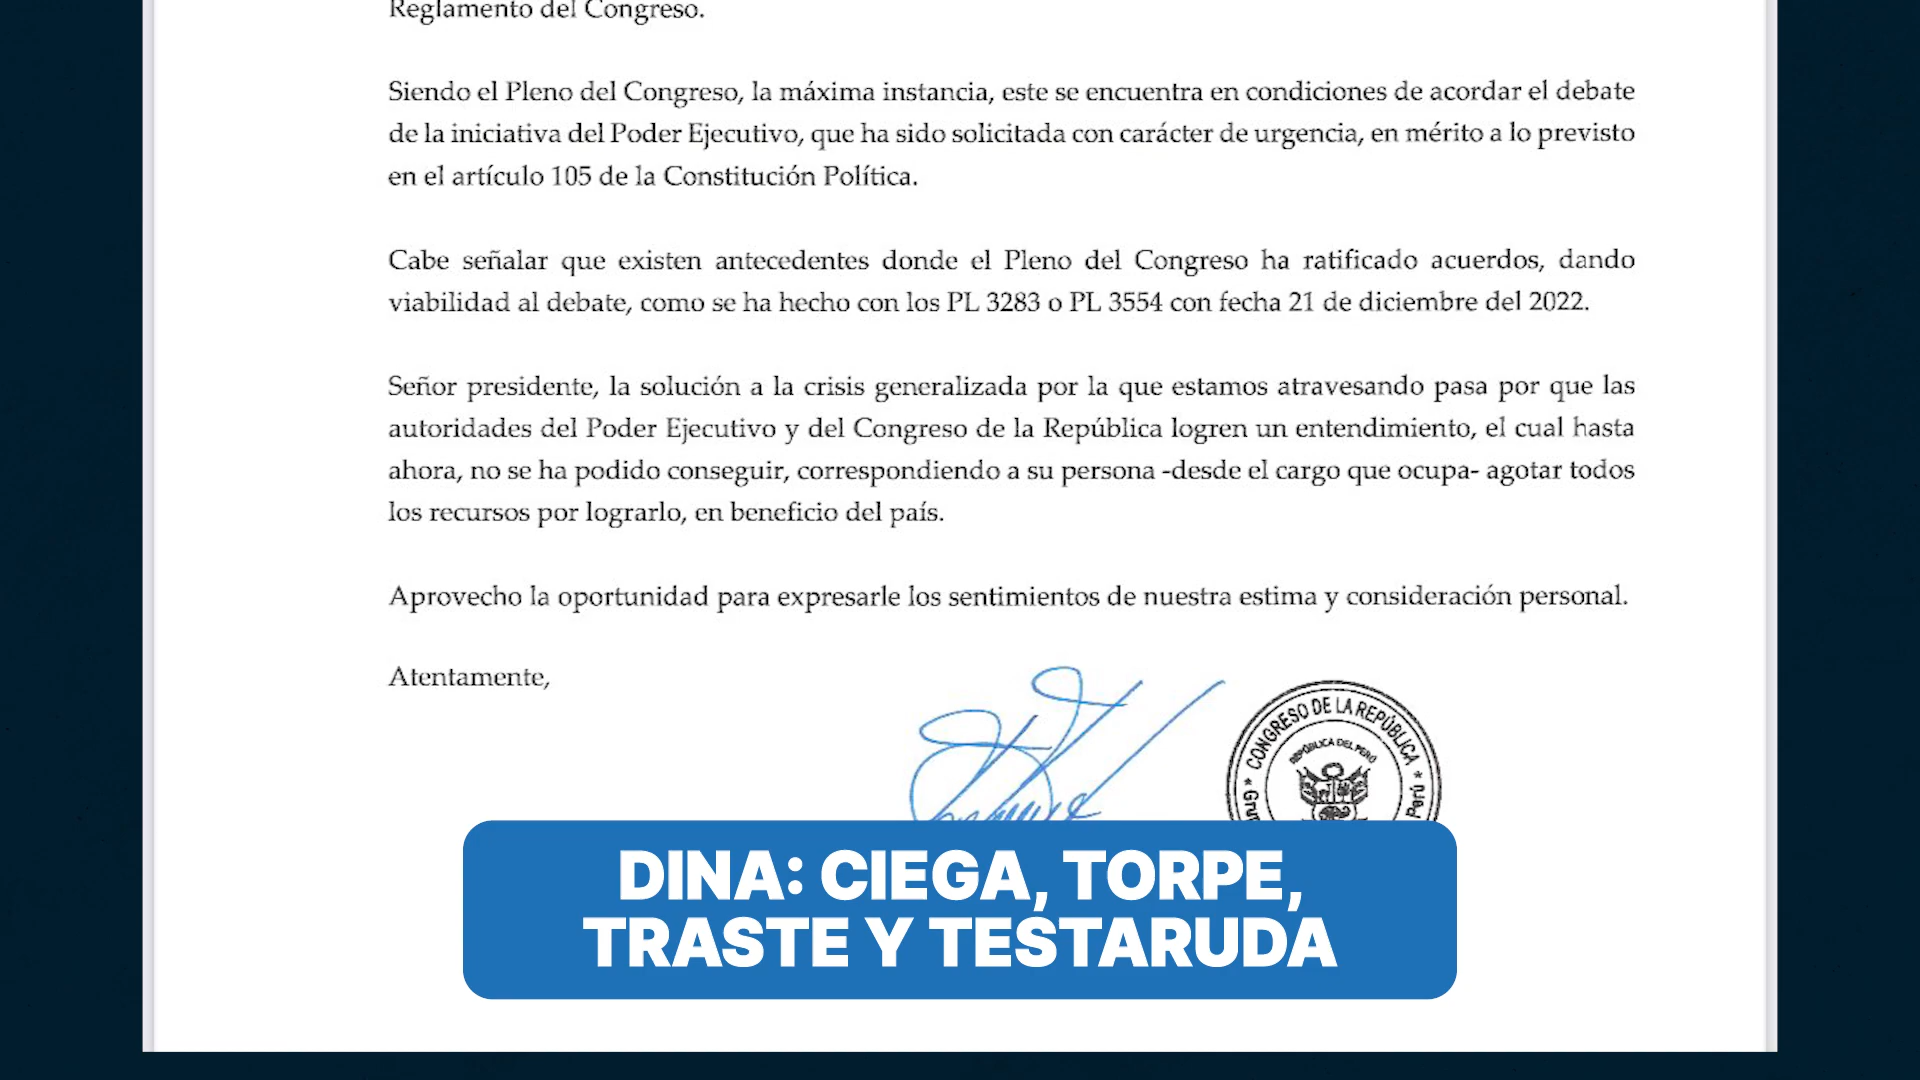 Reglamento del Congreso.
Siendo el Pleno del Congreso, la máxima instancia, este se encuentra en condiciones de acordar el debate
de la iniciativa del Poder Ejecutivo, que ha sido solicitada con carácter de urgencia, en mérito a lo previsto
en el artículo 105 de la Constitución Política.
Cabe señalar que existen antecedentes donde el Pleno del Congreso ha ratificado acuerdos, dando
viabilidad al debate, como se ha hecho con los PL 3283 o PL 3554 con fecha 21 de diciembre del 2022.
Señor presidente, la solución a la crisis generalizada por la que estamos atravesando pasa por que las
autoridades del Poder Ejecutivo y del Congreso de la República logren un entendimiento, el cual hasta
ahora, no se ha podido conseguir, correspondiendo a su persona -desde el cargo que ocupa- agotar todos
los recursos por lograrlo, en beneficio del país.
Aprovecho la oportunidad para expresarle los sentimientos de nuestra estima y consideración personal.
Atentamente,
* CONGRESO DE LA REPÚBLICA *
REPÚBLICA DEL PERÚ
Perú
DINA: CIEGA, TORPE,
TRASTE Y TESTARUDA